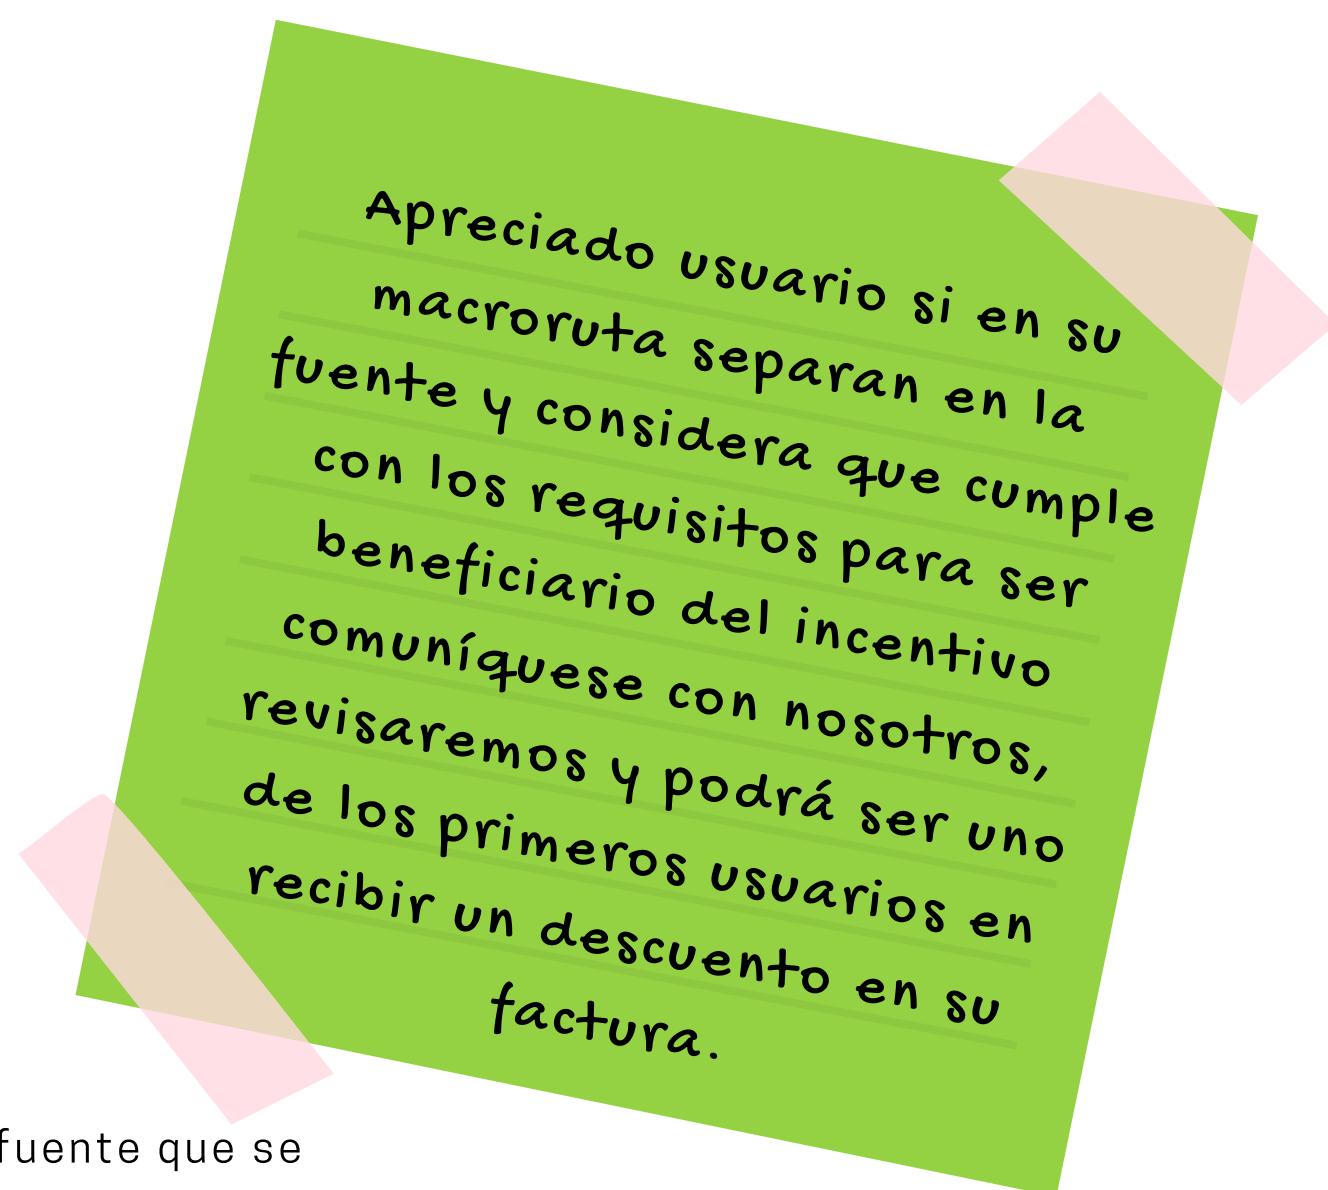 Apreciado usuario si en su
macroruta separan en la
fuente y considera que cumple
con los requisitos para ser
beneficiario del incentivo
comuníquese con nosotros,
revisaremos y podrá ser uno
de los primeros usuarios en
recibir un descuento en su
factura.
fuente que se